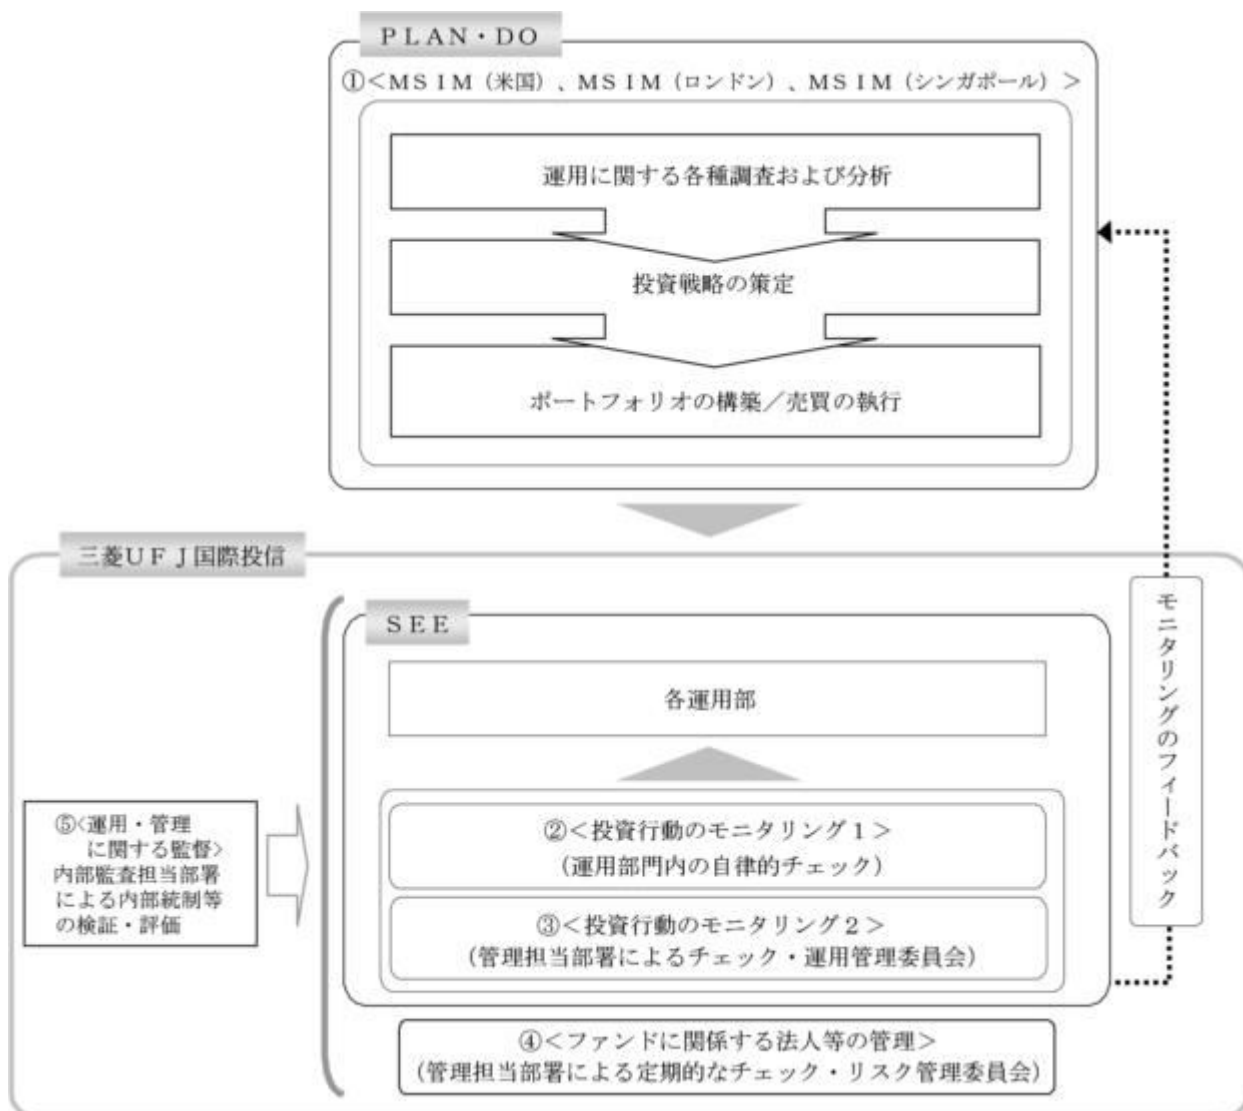 ＰＬＡＮ・ＤＯ
①＜ＭＳＩＭ（米国）、ＭＳＩＭ（ロンドン）、ＭＳＩＭ（シンガポール）＞
運用に関する各種調査および分析
投資戦略の策定
ポートフォリオの構築／売買の執行
三菱ＵＦＪ国際投信
ＳＥＥ
各運用部
②＜投資行動のモニタリング１＞
（運用部門内の自律的チェック）
③＜投資行動のモニタリング２＞
（管理担当部署によるチェック・運用管理委員会）
④＜ファンドに関係する法人等の管理＞
（管理担当部署による定期的なチェック・リスク管理委員会）
⑤<運用・管理
に関する監督>
内部監査担当部署
による内部統制等
の検証・評価
モニタリングのフィードバック